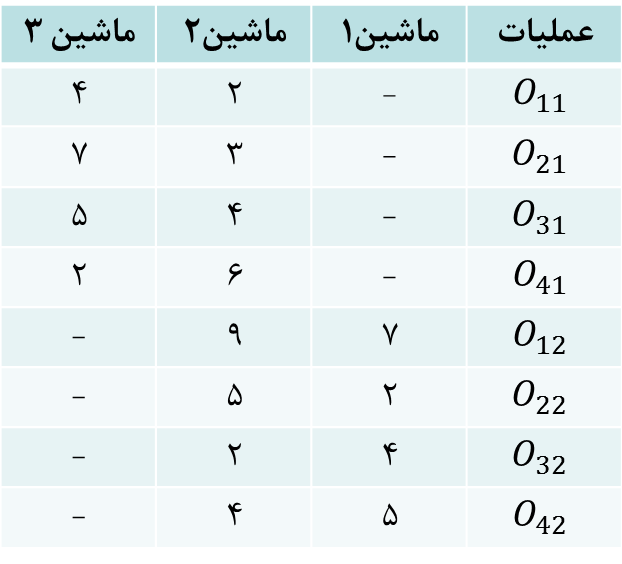 عملیات ماشین۱ ماشین۲ ماشین ۳
O₁₁ – ۲ ۴
O₂₁ – ۳ ۷
O₃₁ – ۴ ۵
O₄₁ – ۶ ۲
O₁₂ ۷ ۹ –
O₂₂ ۲ ۵ –
O₃₂ ۴ ۲ –
O₄₂ ۵ ۴ –